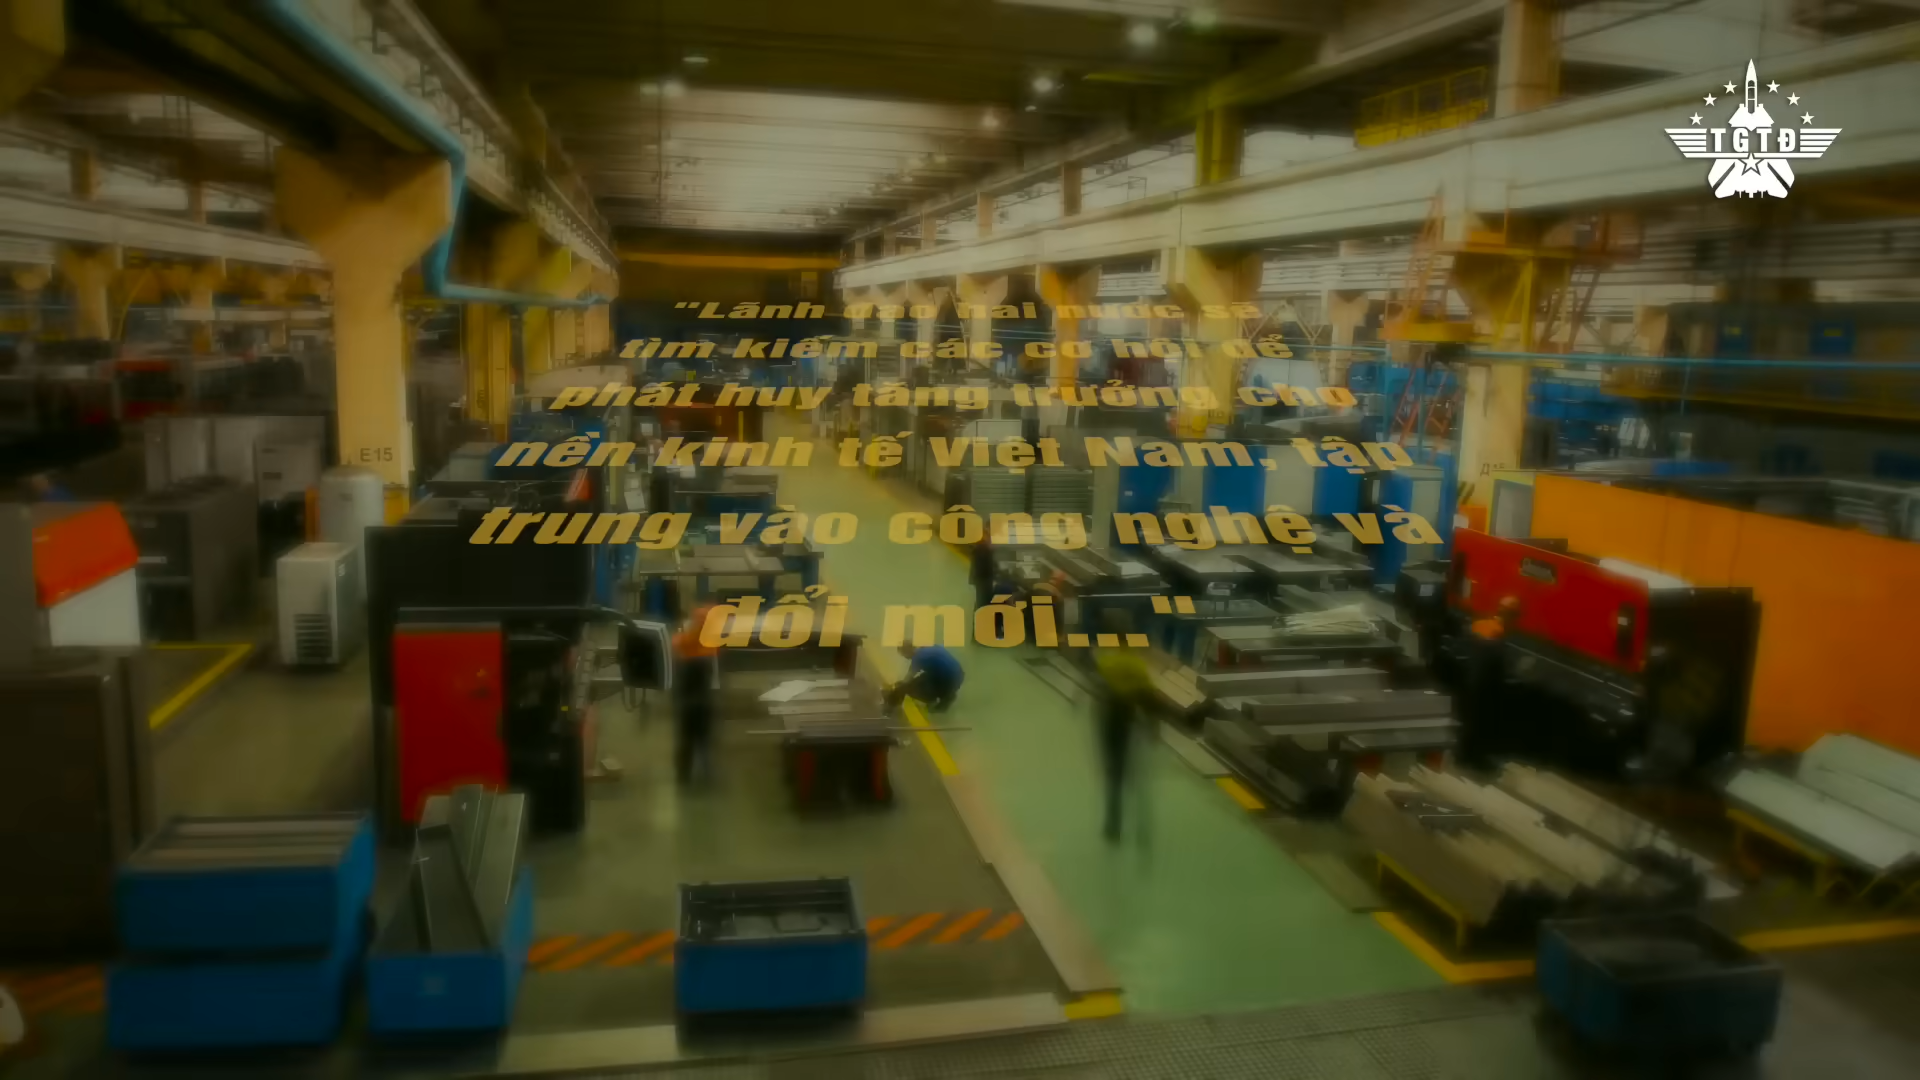 TGTĐ
"Lãnh đạo hai nước sẽ
tìm kiếm các cơ hội để
phát huy tăng trưởng cho
nền kinh tế Việt Nam, tập
trung vào công nghệ và
đổi mới..."
E15